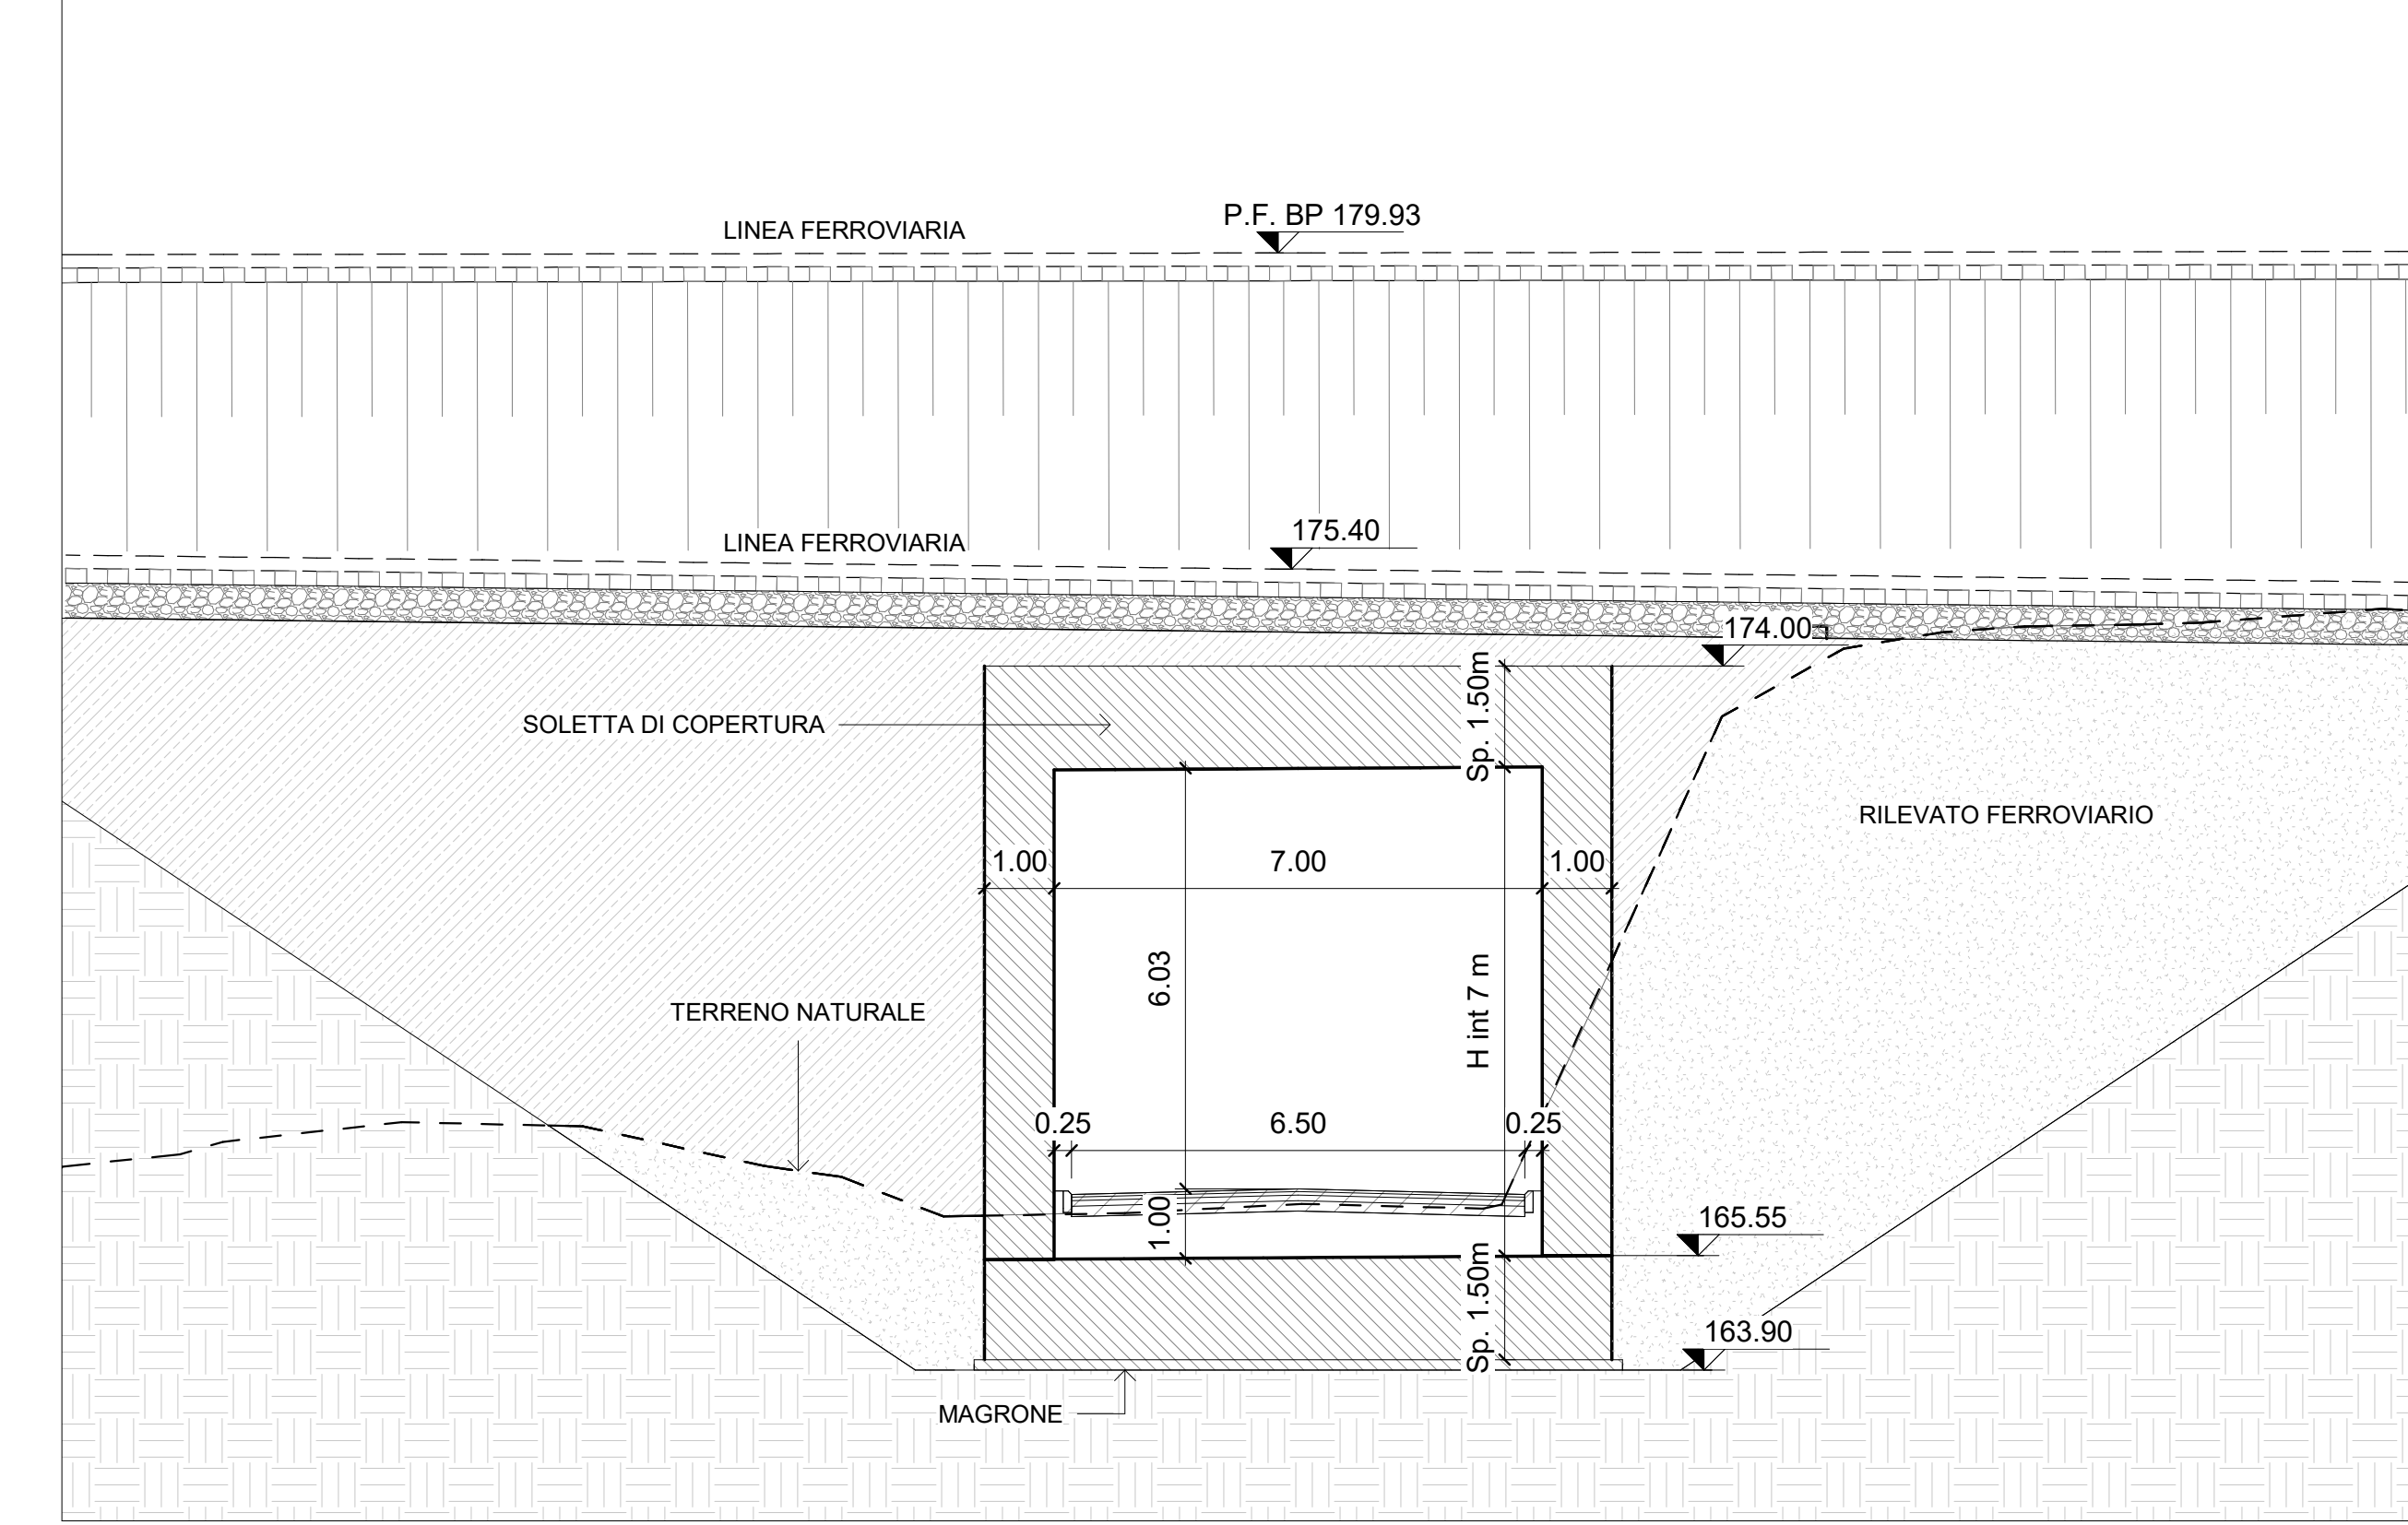 P.F. BP 179.93
LINEA FERROVIARIA
175.40
LINEA FERROVIARIA
174.00
Sp. 1.50m
SOLETTA DI COPERTURA
RILEVATO FERROVIARIO
1.00
7.00
1.00
6.03
H int 7 m
TERRENO NATURALE
0.25
6.50
0.25
1.00
165.55
Sp. 1.50m
163.90
MAGRONE